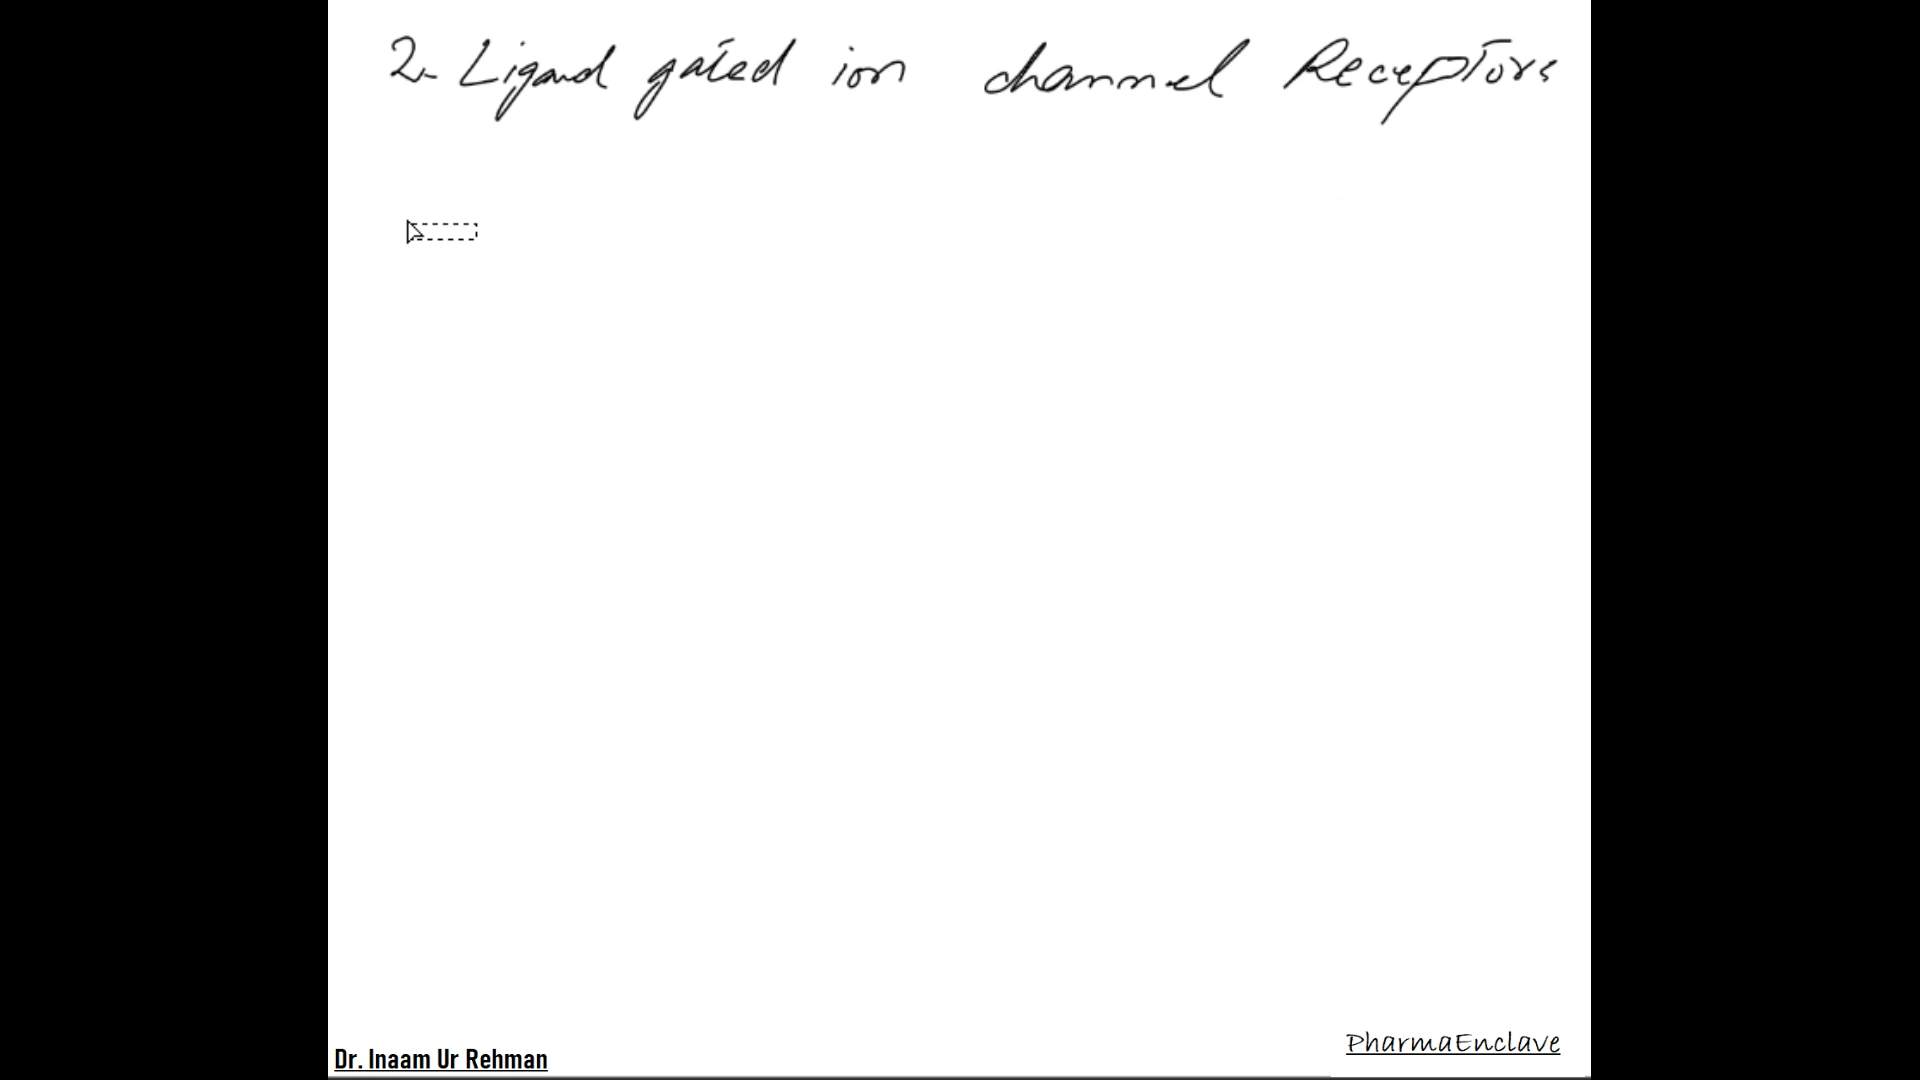 2- Ligand gated ion channel Receptors
Dr. Inaam Ur Rehman
PharmaEnclave